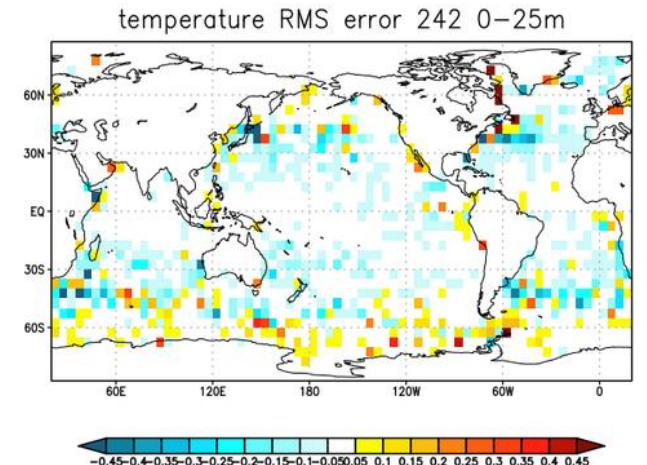 temperature RMS error 242 0-25m
60N
30N
EQ
30S
60S
60E 120E 180 120W 60W 0
-0.45-0.4-0.35-0.3-0.25-0.2-0.15-0.1-0.050.05 0.1 0.15 0.2 0.25 0.3 0.35 0.4 0.45